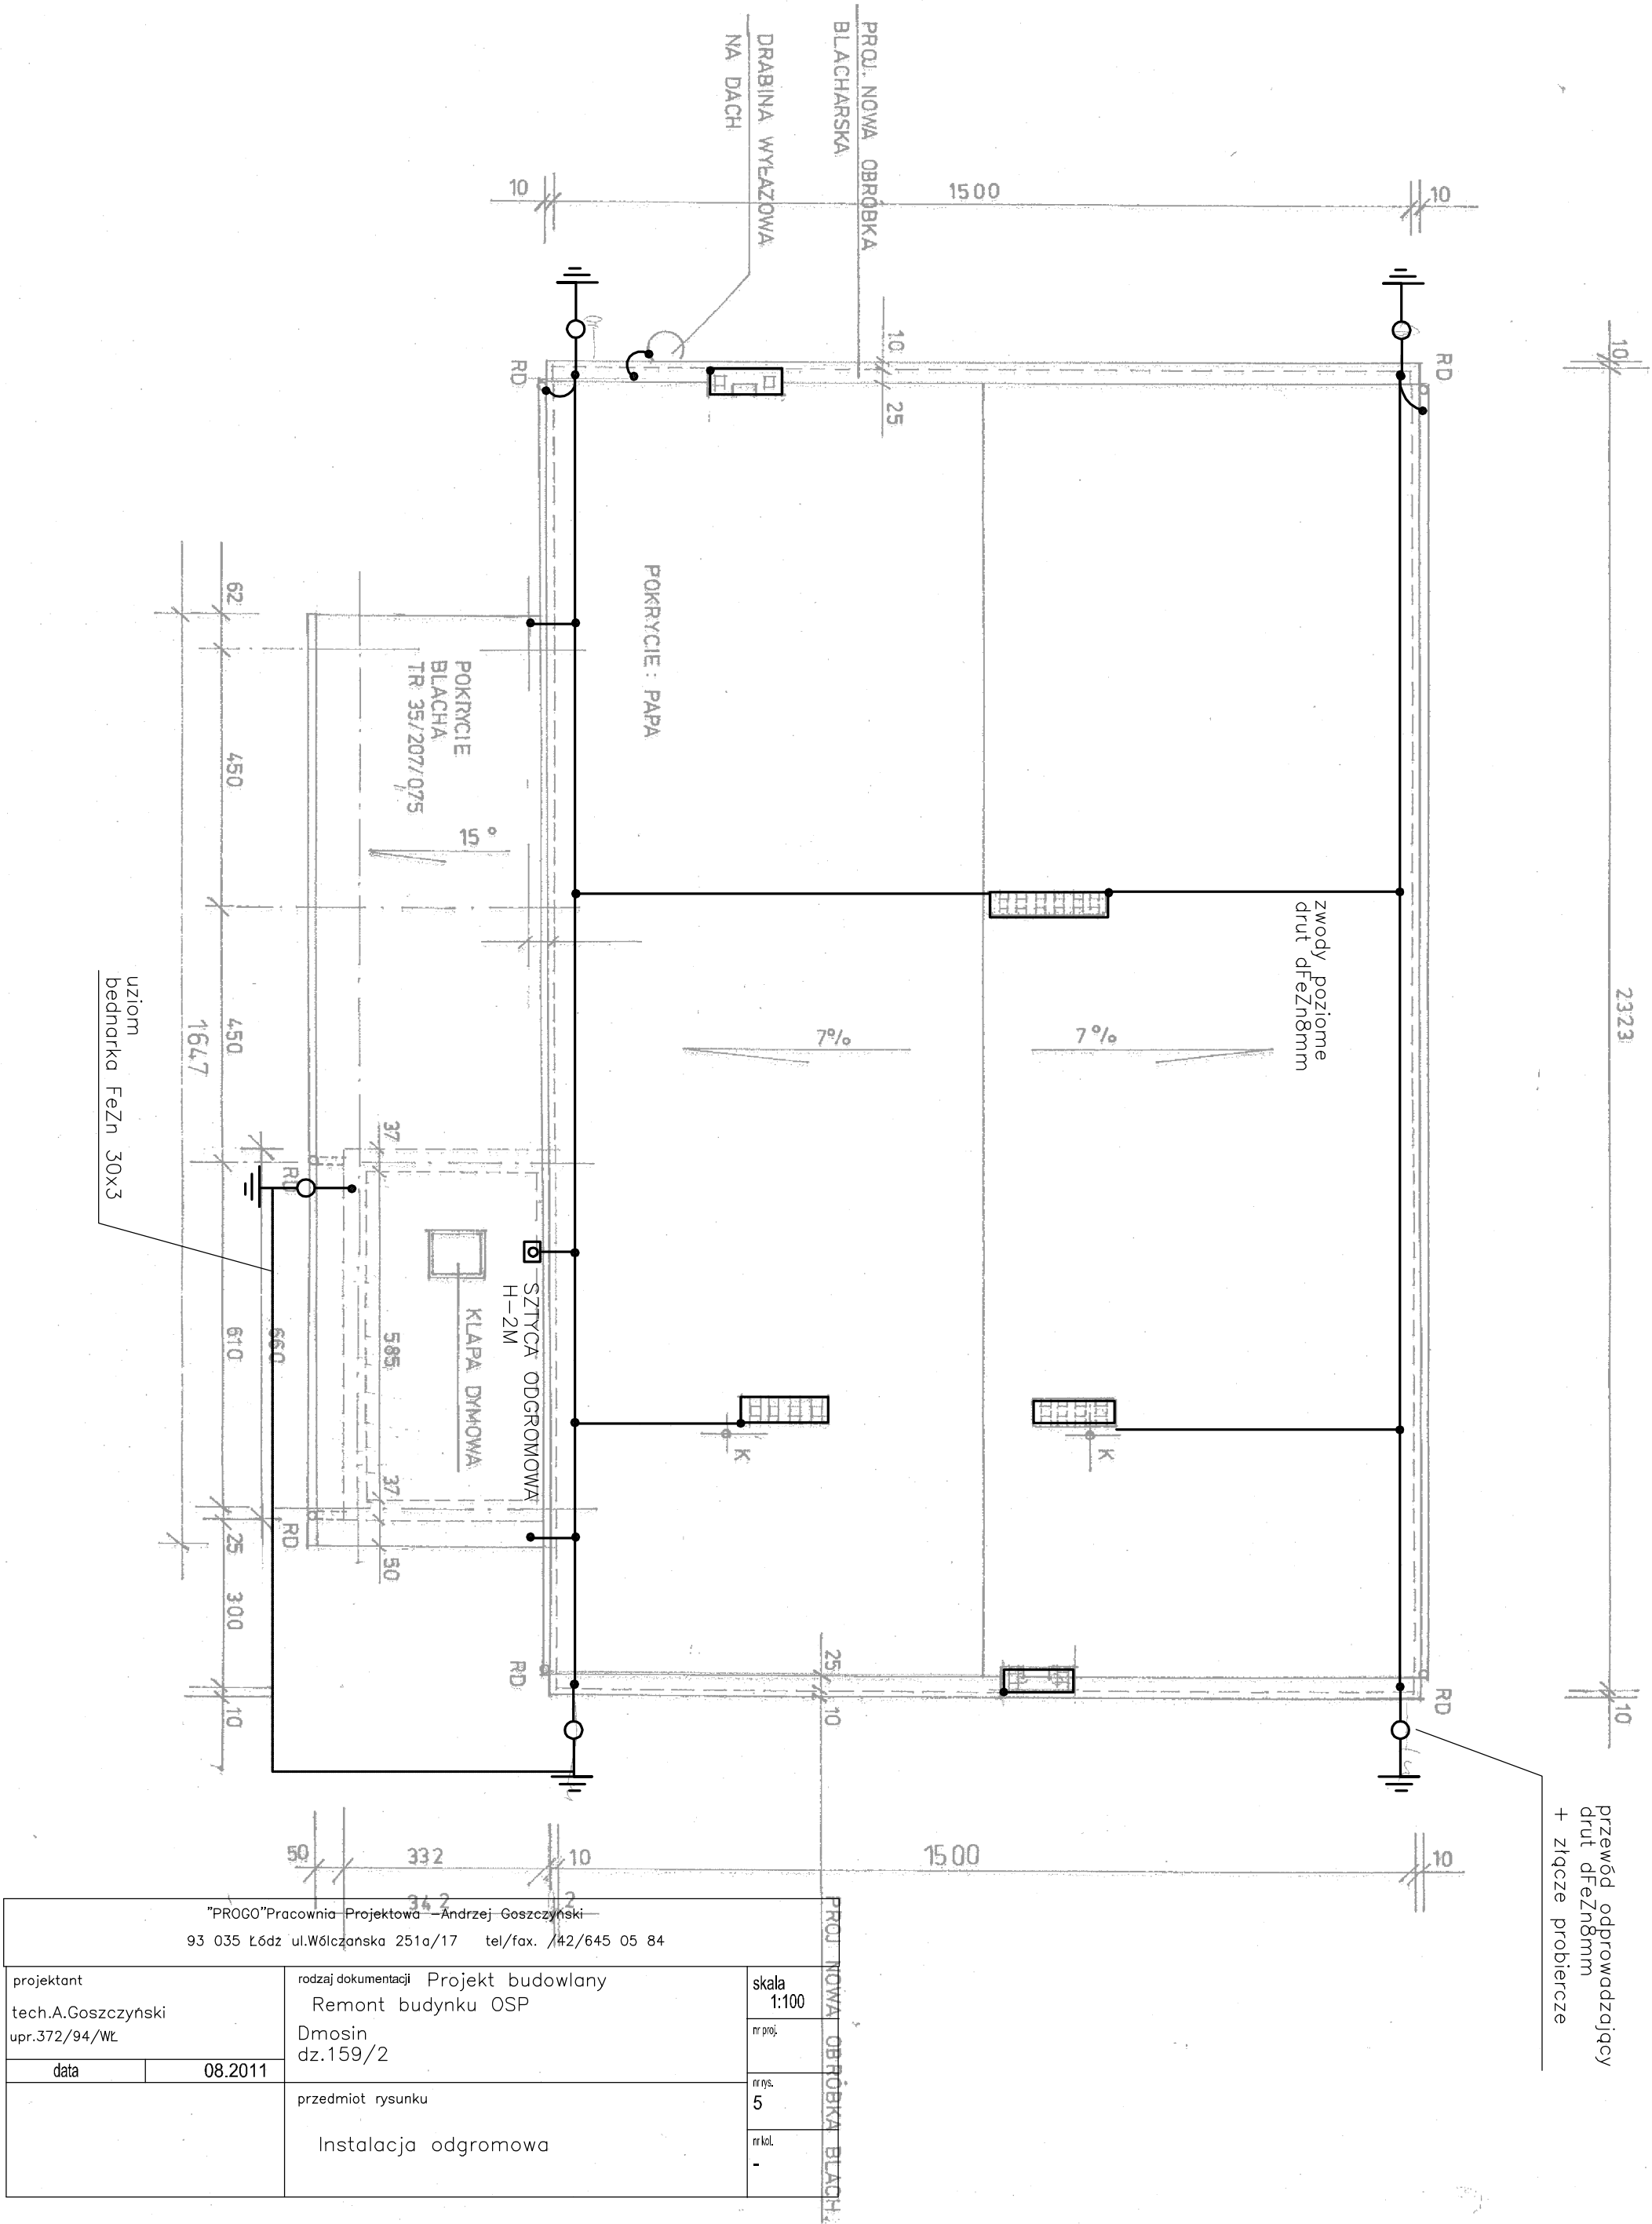 PROJ. NOWA OBRÓBKA
BLACHARSKA
DRABINA WYŁAZOWA
NA DACH
10
1500
10
10
25
10
2323
10
RD
RD
POKRYCIE: PAPA
62
450
450
610
25
300
10
1647
660
POKRYCIE
BLACHA
TR 35/207/075
15°
7%
7%
zwody poziome
drut dFeZn8mm
uziom
bednarka FeZn 30x3
37
585
37
50
RD
RD
KLAPA DYMOWA
SZTYCA ODGROMOWA
H-2M
K
K
RD
RD
25
10
przewód odprowadzający
drut dFeZn8mm
+ złącze probiercze
50
332
10
1500
10
342
2
PROJ NOWA OBRÓBKA BLACH.
"PROGO"Pracownia Projektowa -Andrzej Goszczyński
93 035 Łódź ul.Wólczańska 251a/17 tel/fax. /42/645 05 84
projektant
tech.A.Goszczyński
upr.372/94/WŁ
data
08.2011
rodzaj dokumentacji Projekt budowlany
Remont budynku OSP
Dmosin
dz.159/2
przedmiot rysunku
Instalacja odgromowa
skala
1:100
nr proj.
nr rys.
5
nr kol.
-